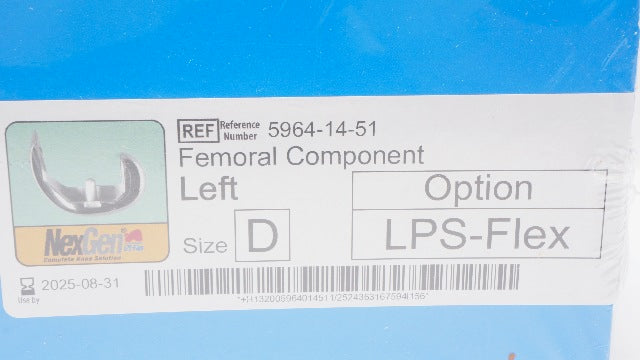 REF Reference Number 5964-14-51
Femoral Component
Left
Option
Size D
LPS-Flex
NexGen
Complete Knee Solution
Use by 2025-08-31